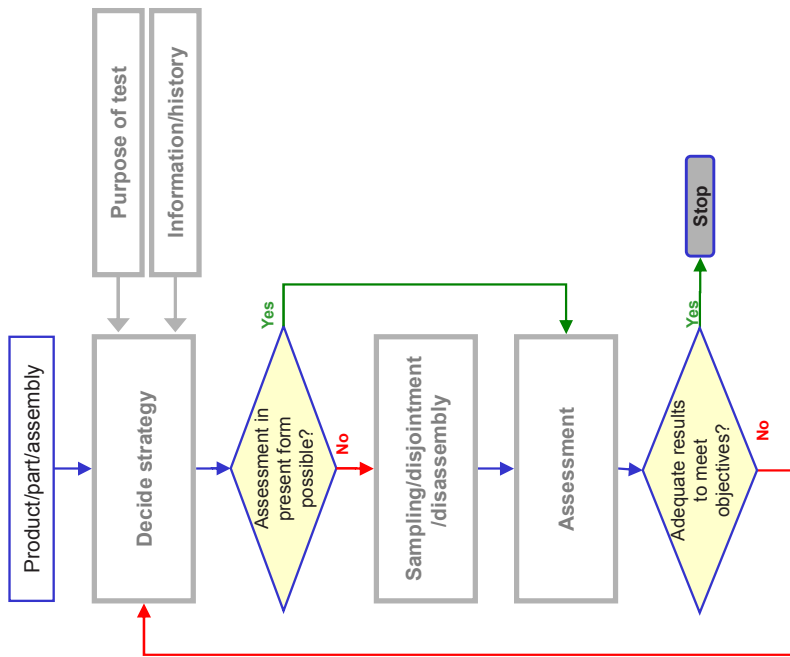 Product/part/assembly
Purpose of test
Information/history
Decide strategy
Assessment in
present form
possible?
Yes
No
Sampling/disjointment
/disassembly
Assessment
Adequate results
to meet
objectives?
Yes
No
Stop